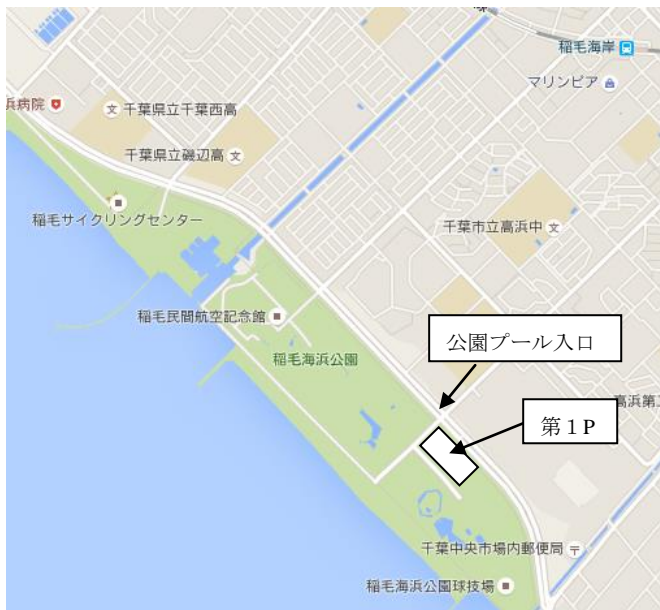 稲毛海岸
マリンピア
浜病院
千葉県立千葉西高
千葉県立磯辺高
稲毛サイクリングセンター
千葉市立高浜中
稲毛民間航空記念館
公園プール入口
稲毛海浜公園
高浜第
第1P
千葉中央市場内郵便局
稲毛海浜公園球技場